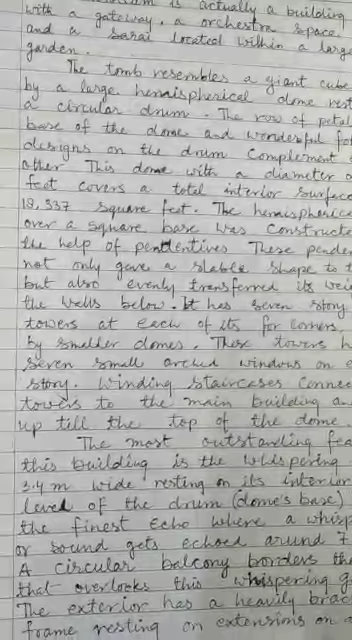 is actually a building
with a gateway, a orchestra space
and a sarai located within a large
garden.
The tomb resembles a giant cube
by a large hemispherical dome rest
a circular drum. The row of petal
base of the dome and wonderful fo
designs on the drum complement
other This dome with a diameter o
feet covers a total interior surface
18,337 square feet. The hemispherica
over a square base was constructe
the help of pendentives These penden
not only gave a stable shape to t
but also evenly transferred its wei
the walls below. It has seven story
towers at each of its for corners,
by smaller domes. These towers h
seven small arched windows on e
story. Winding staircases connec
towers to the main building an
up till the top of the dome.
The most outstanding fea
this building is the whispering
3.4 m wide resting on its interior
level of the drum (dome's base)
the finest Echo where a whisp
or sound gets echoed around 7
A circular balcony borders the
that overlooks this whispering g
The exterior has a heavily brac
frame resting on extensions on a